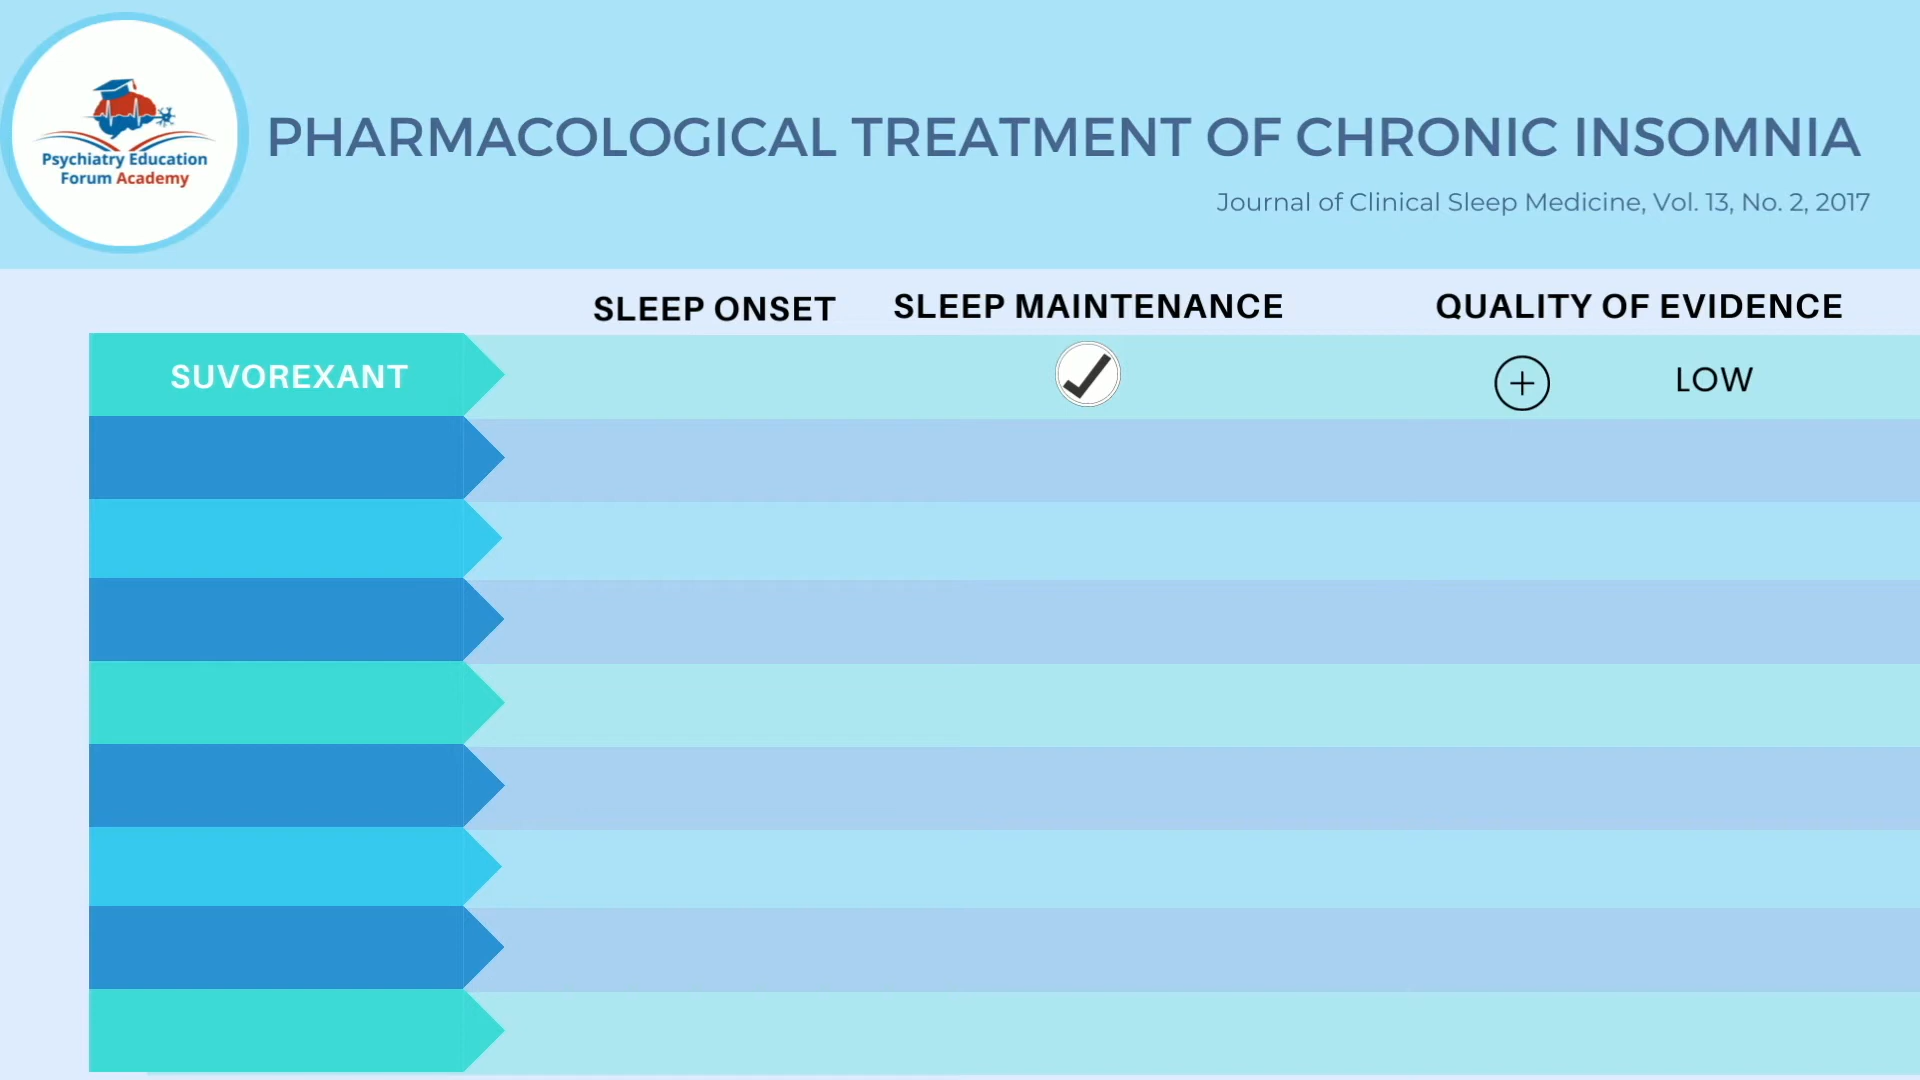 Psychiatry Education
Forum Academy
PHARMACOLOGICAL TREATMENT OF CHRONIC INSOMNIA
Journal of Clinical Sleep Medicine, Vol. 13, No. 2, 2017
SLEEP ONSET SLEEP MAINTENANCE QUALITY OF EVIDENCE
SUVOREXANT LOW